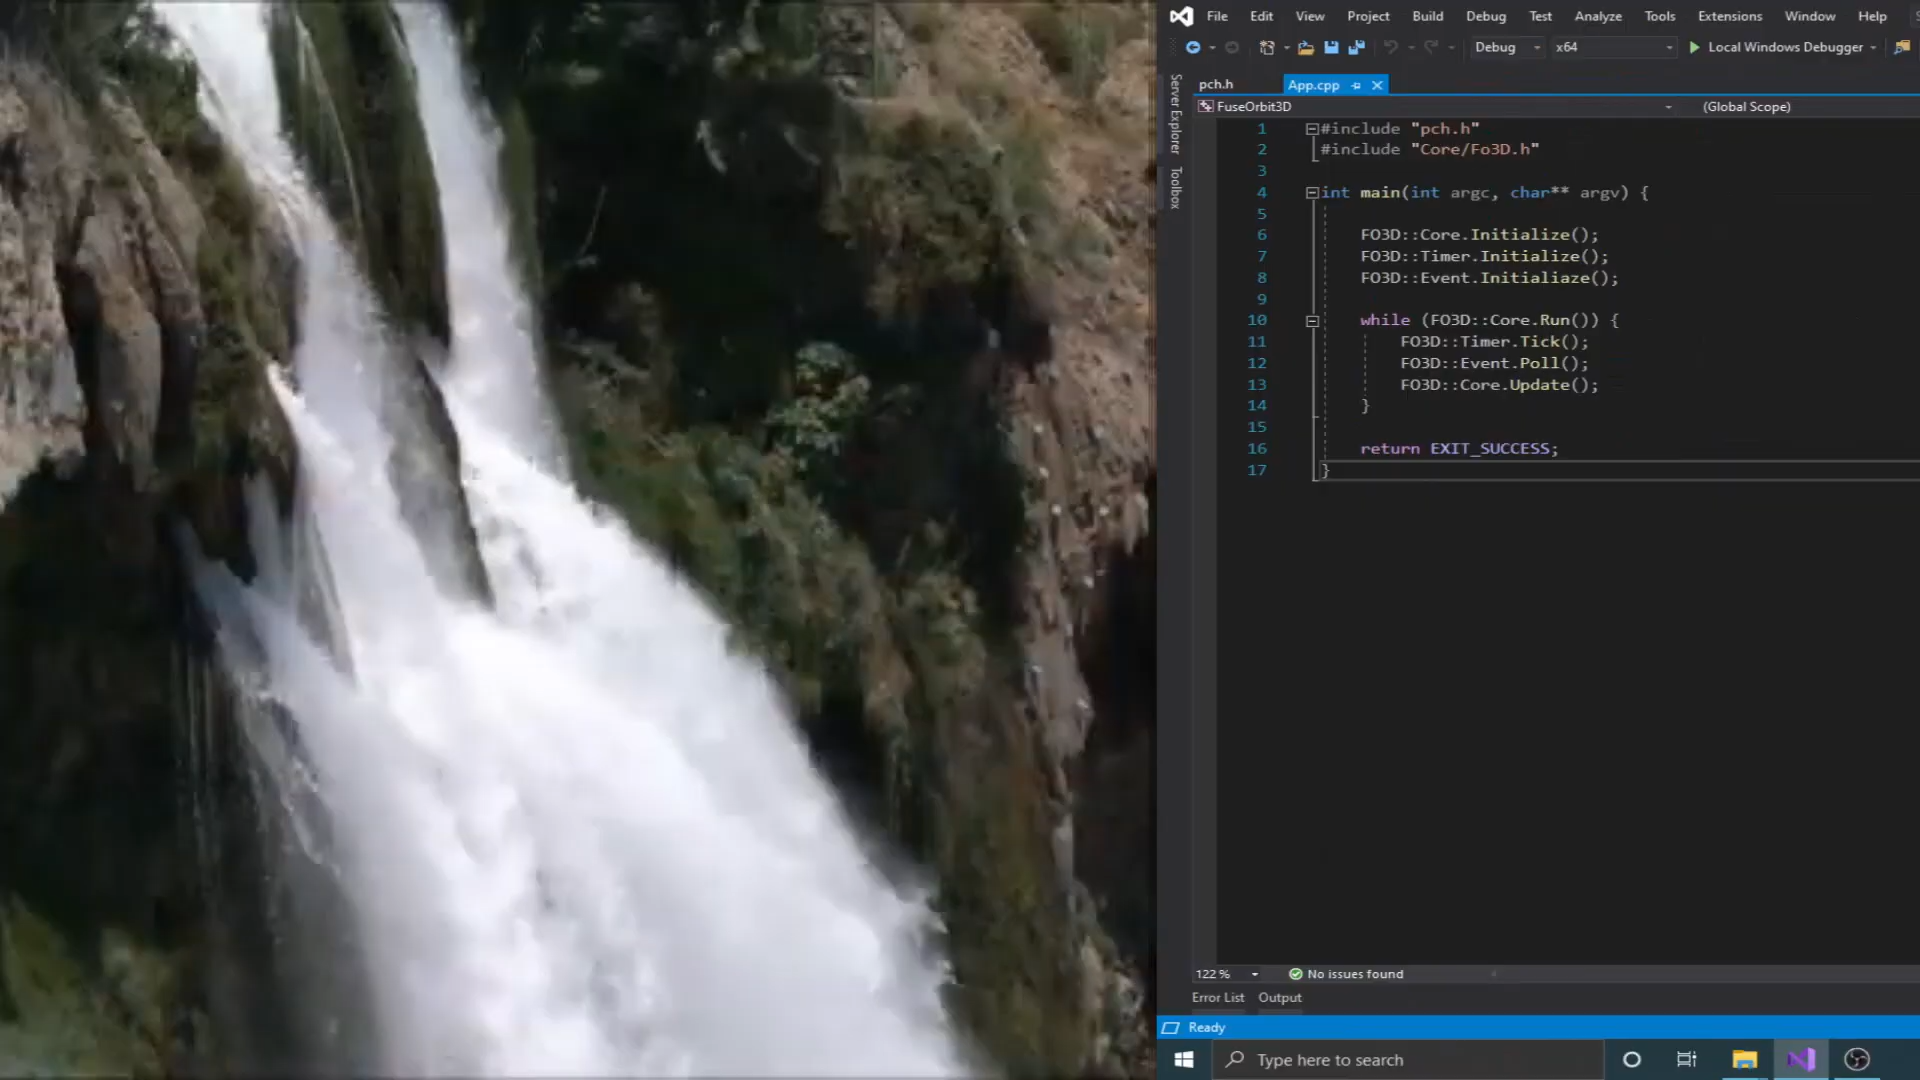 File Edit View Project Build Debug Test Analyze Tools Extensions Window Help
Debug x64 Local Windows Debugger
Server Explorer
Toolbox
pch.h App.cpp
FuseOrbit3D (Global Scope)
1 #include "pch.h"
2 #include "Core/Fo3D.h"
3
4 int main(int argc, char** argv) {
5
6 FO3D::Core.Initialize();
7 FO3D::Timer.Initialize();
8 FO3D::Event.Initialiaze();
9
10 while (FO3D::Core.Run()) {
11 FO3D::Timer.Tick();
12 FO3D::Event.Poll();
13 FO3D::Core.Update();
14 }
15
16 return EXIT_SUCCESS;
17 }
122 % No issues found
Error List Output
Ready
Type here to search